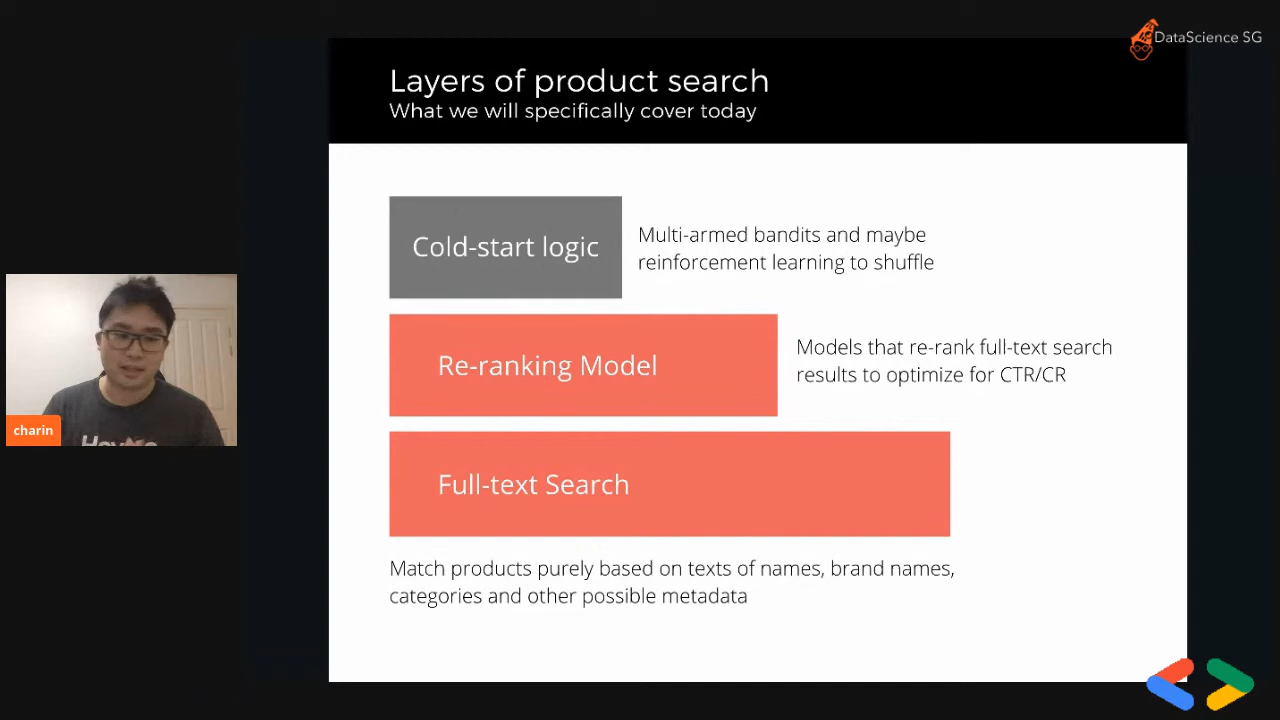 DataScience SG
Layers of product search
What we will specifically cover today
Cold-start logic
Multi-armed bandits and maybe
reinforcement learning to shuffle
Re-ranking Model
Models that re-rank full-text search
results to optimize for CTR/CR
Full-text Search
Match products purely based on texts of names, brand names,
categories and other possible metadata
charin